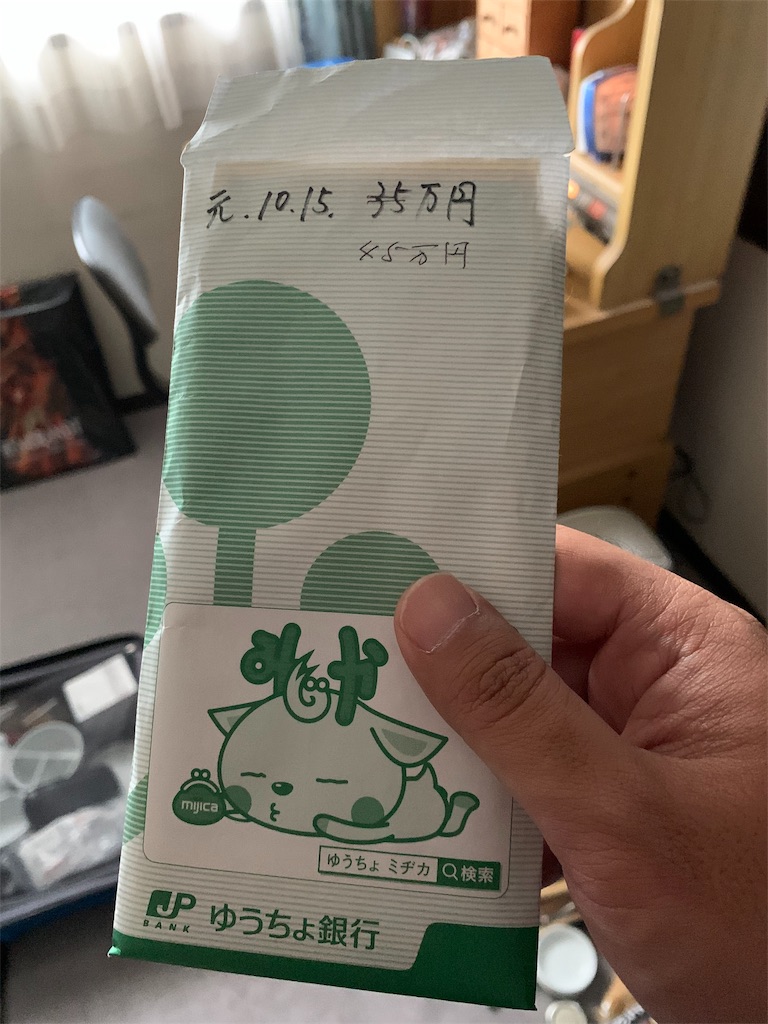 元.10.15. 35万円
45万円
みぢか
mijica
ゆうちょ ミヂカ 検索
JP
BANK
ゆうちょ銀行